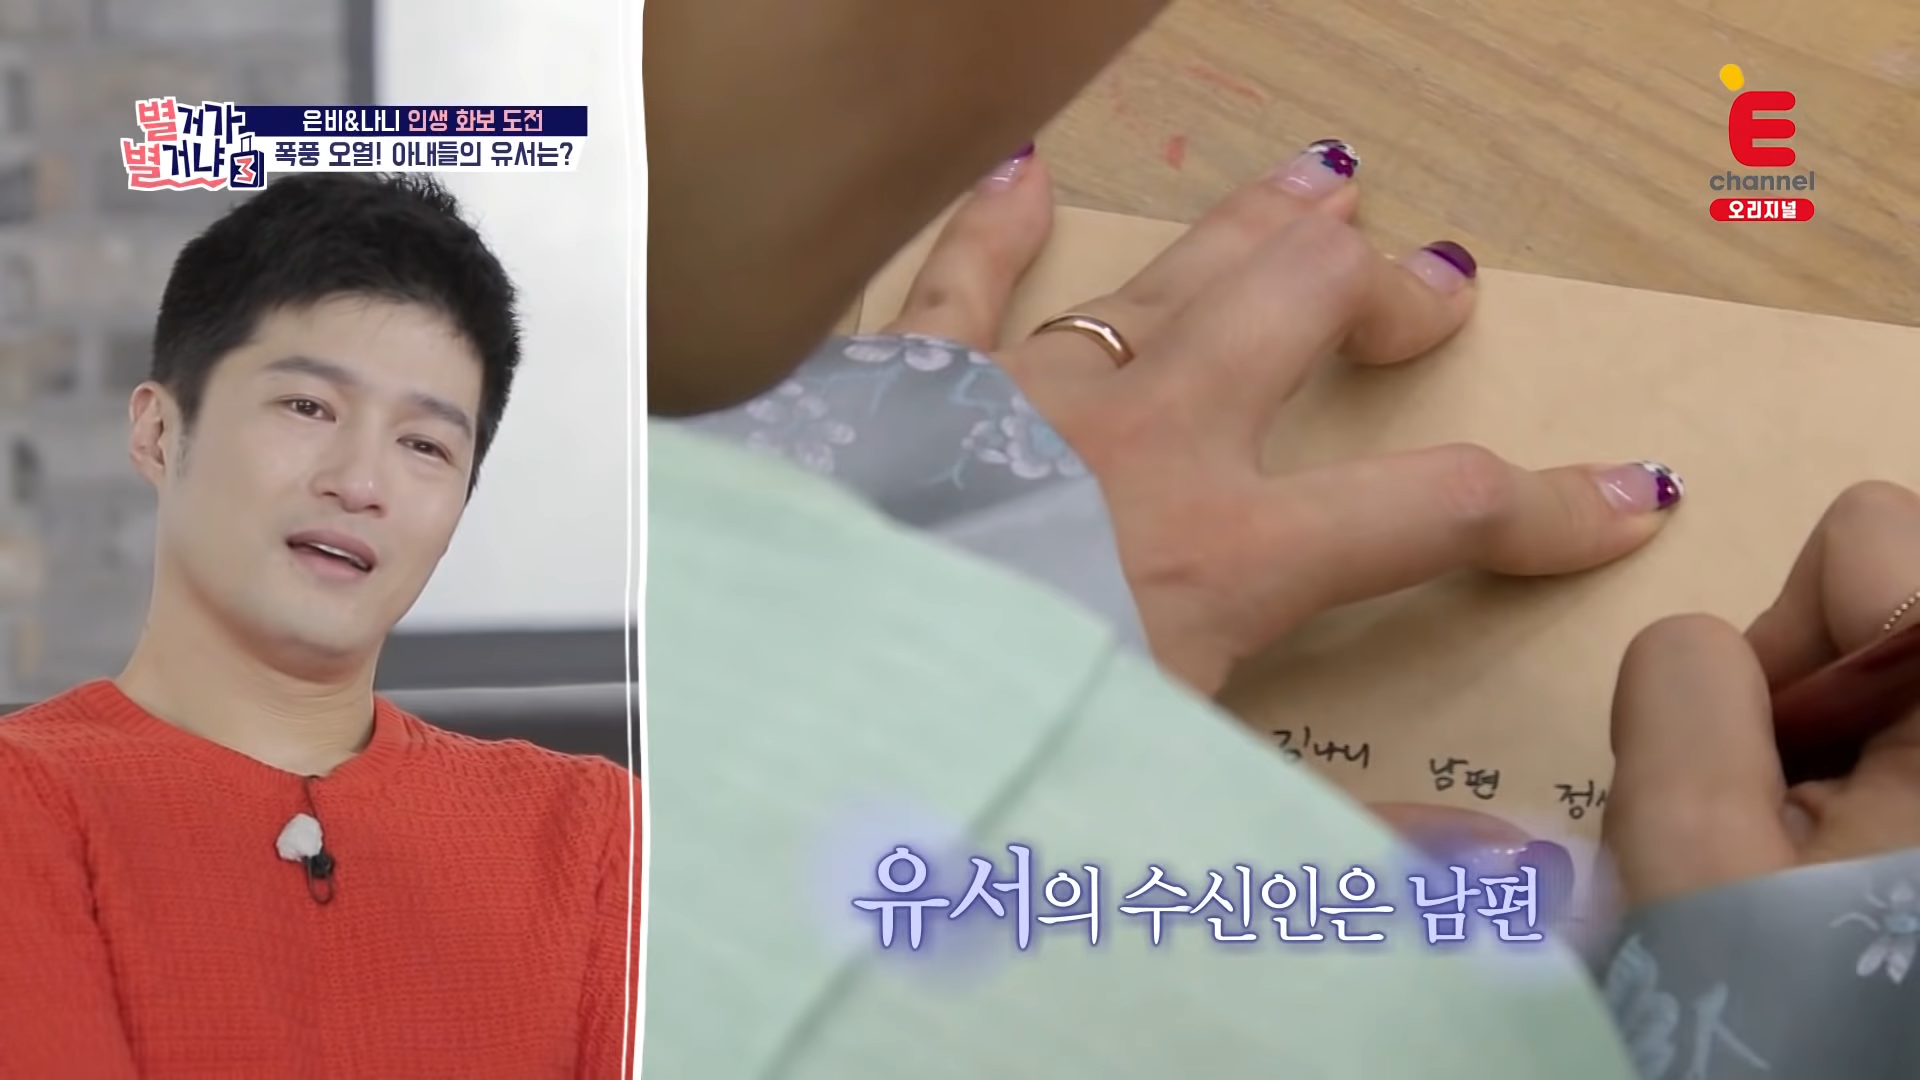 별거가
별거냐 3
은비&나니 인생 화보 도전
폭풍 오열! 아내들의 유서는?
E
channel
오리지널
김나니 남편
유서의 수신인은 남편